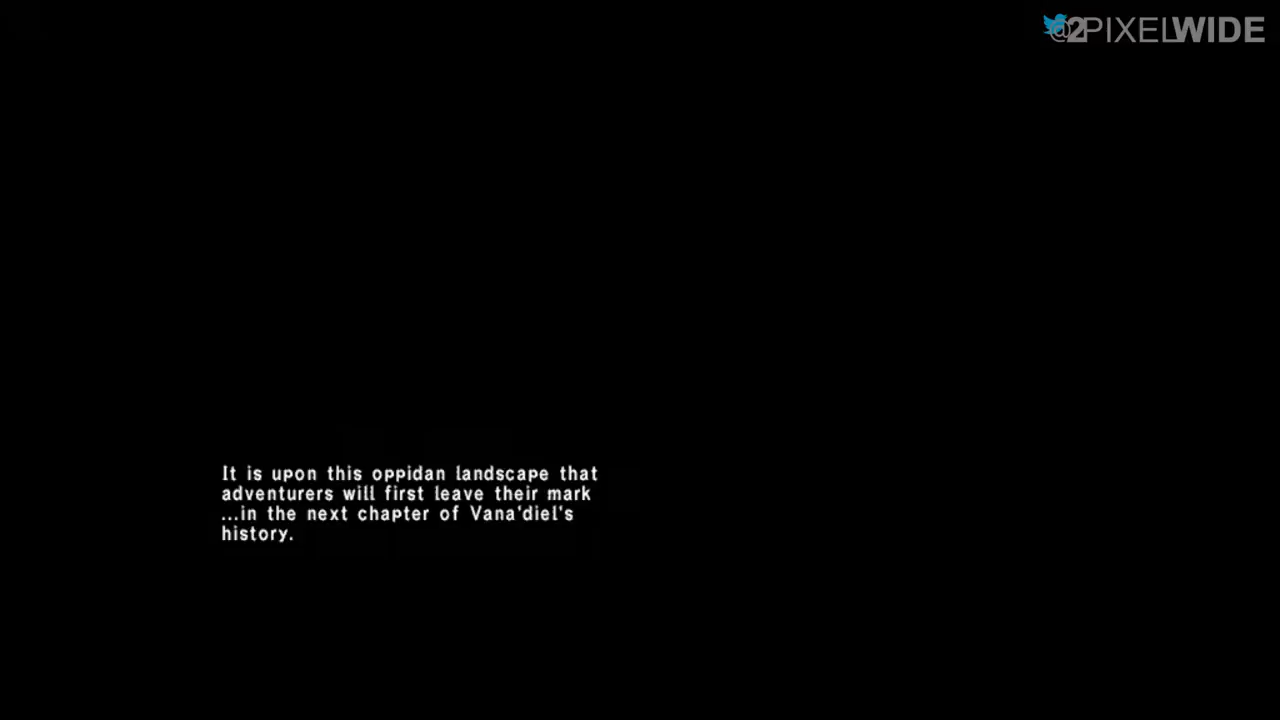 @2PIXELWIDE
It is upon this oppidan landscape that
adventurers will first leave their mark
...in the next chapter of Vana'diel's
history.